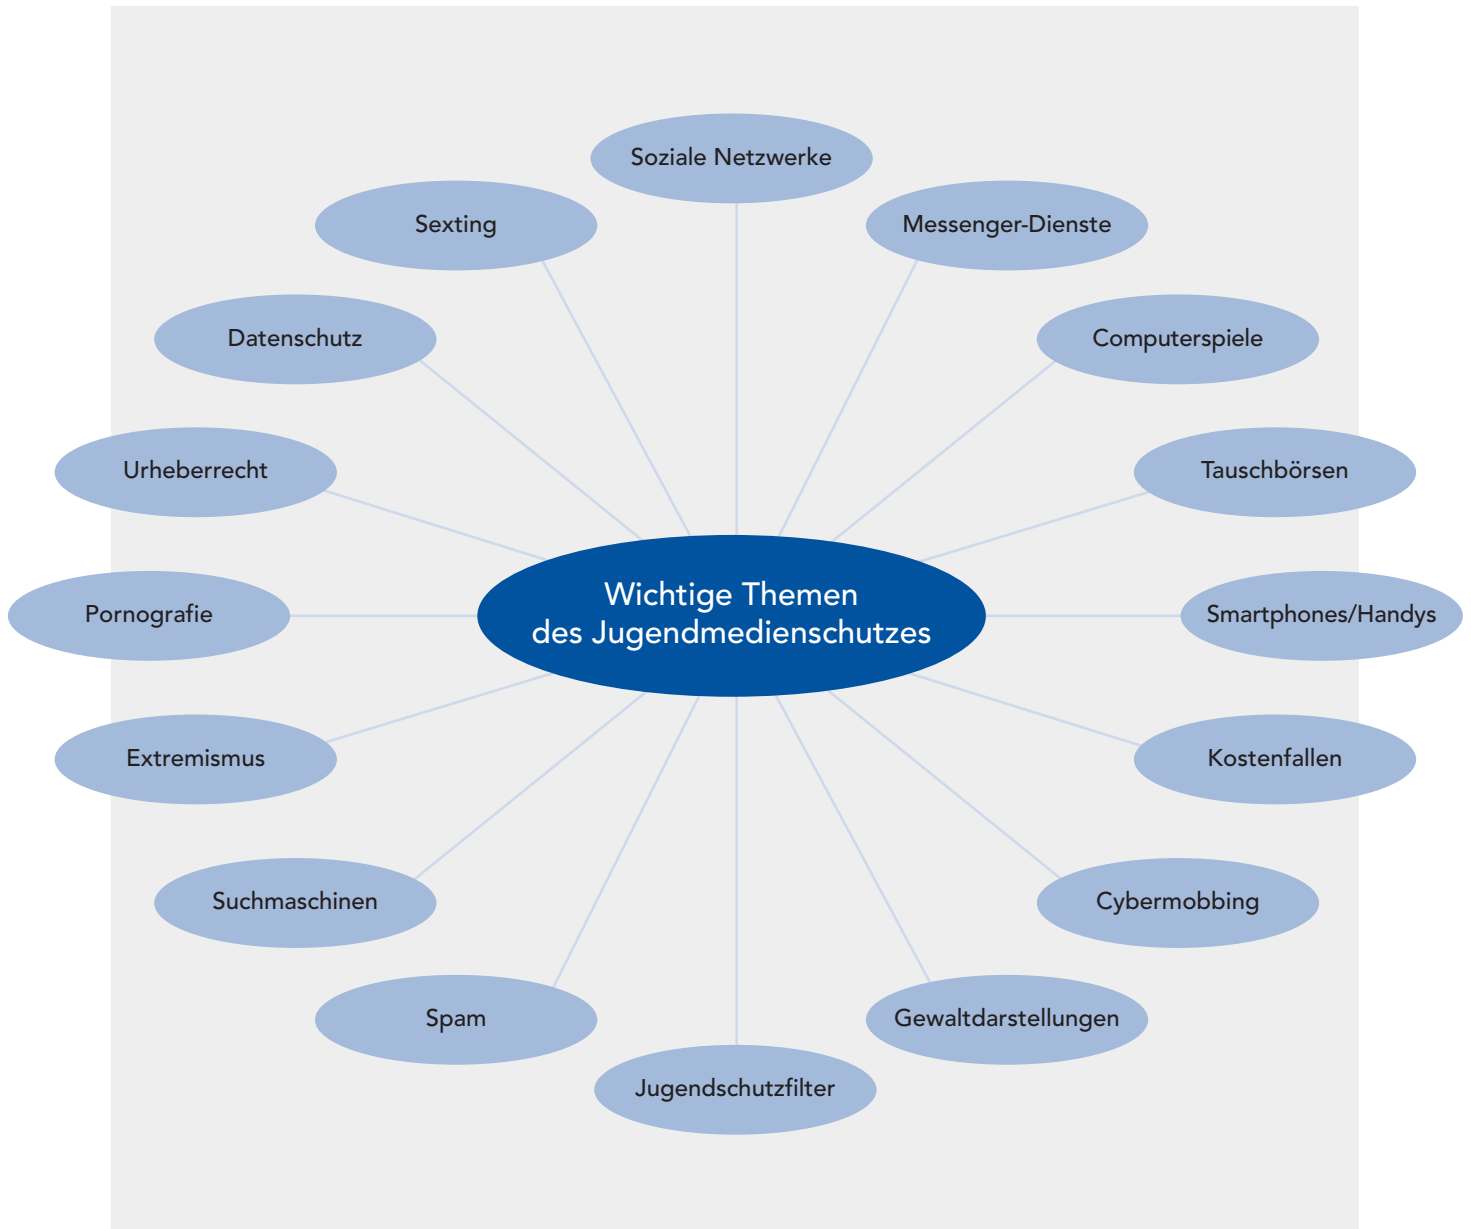 Soziale Netzwerke
Sexting
Messenger-Dienste
Datenschutz
Computerspiele
Urheberrecht
Tauschbörsen
Wichtige Themen
des Jugendmedienschutzes
Pornografie
Smartphones/Handys
Extremismus
Kostenfallen
Suchmaschinen
Cybermobbing
Spam
Gewaltdarstellungen
Jugendschutzfilter